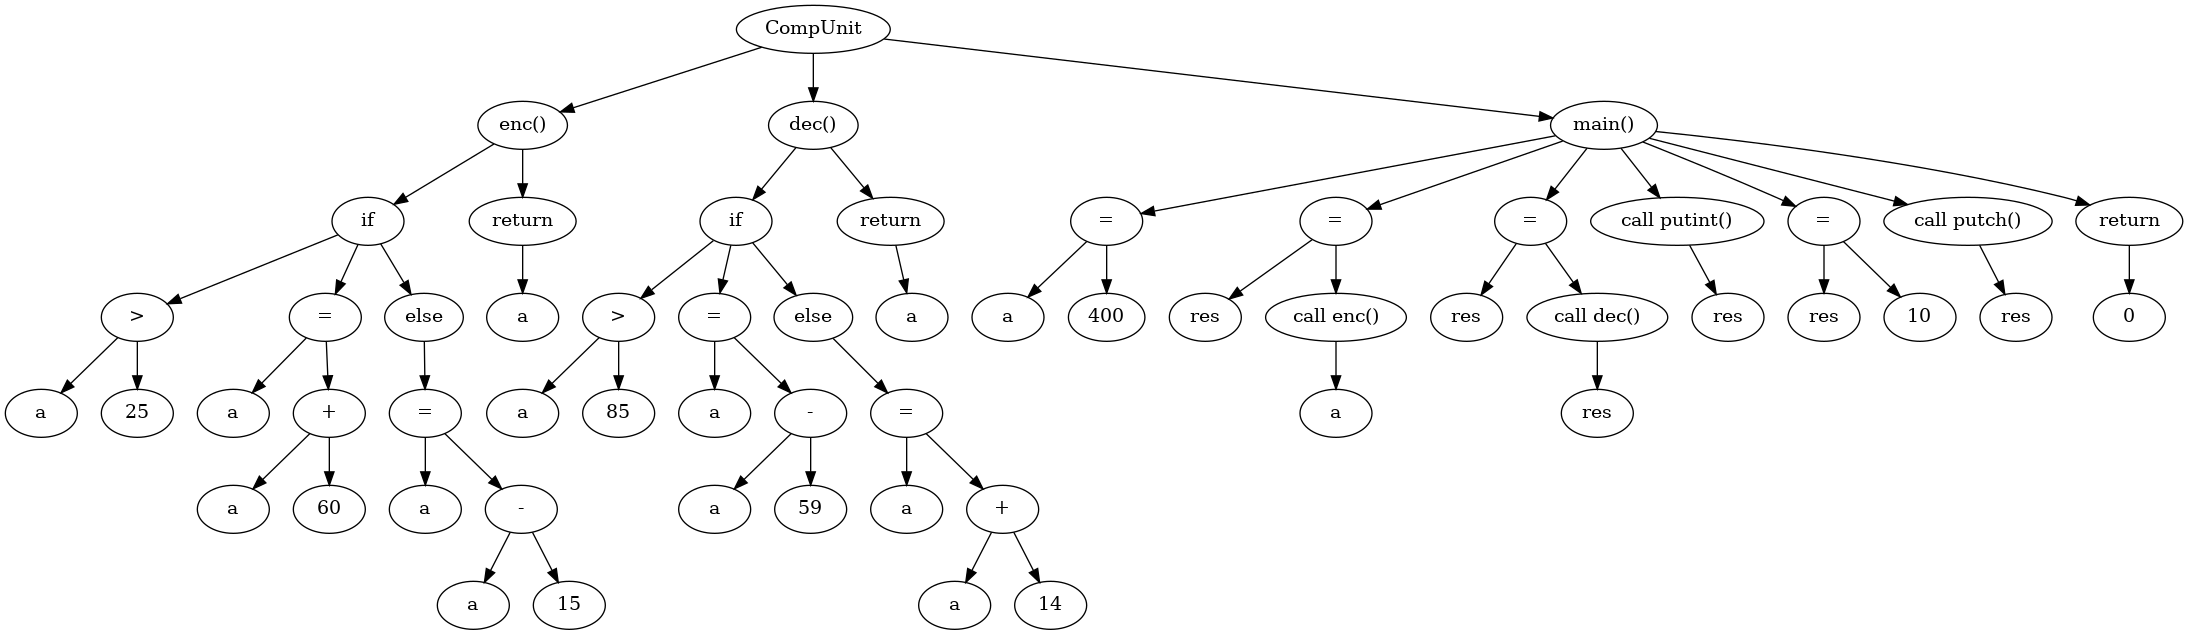 CompUnit
enc() dec() main()
if return if return = = = call putint() = call putch() return
> = else a > = else a a 400 res call enc() res call dec() res res 10 res 0
a 25 a + = a 85 a - = a res
a 60 a - a 59 a +
a 15 a 14